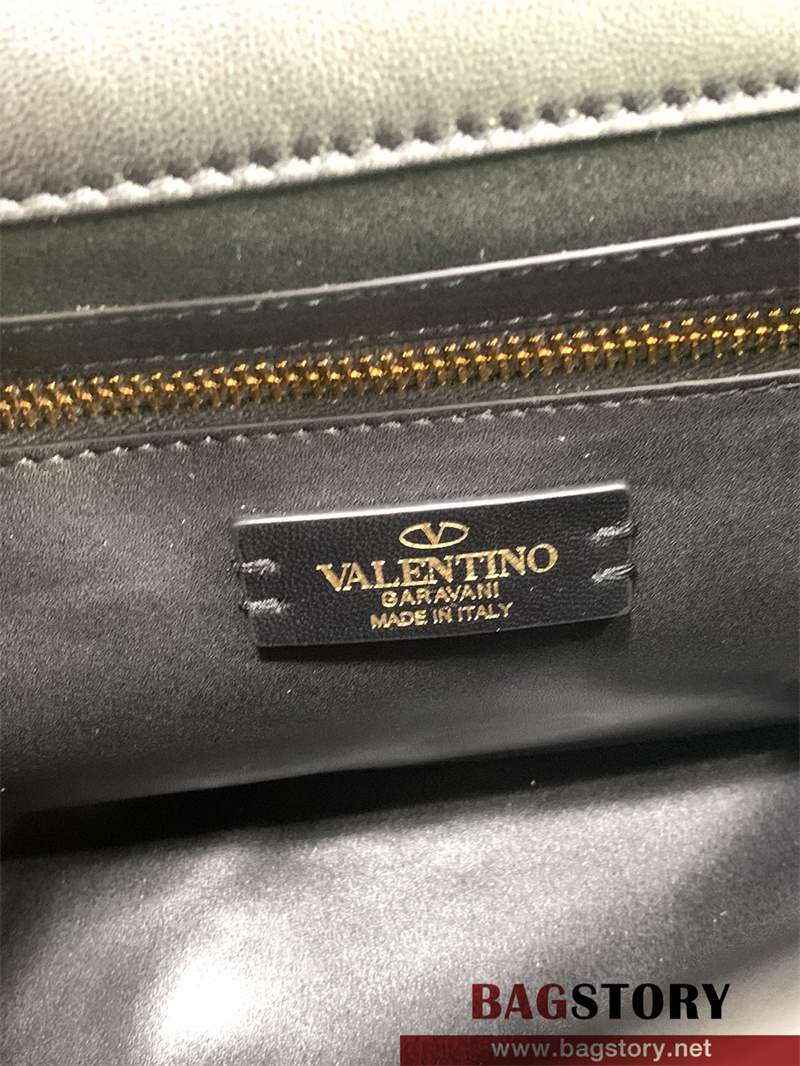 V
VALENTINO
GARAVANI
MADE IN ITALY
BAGSTORY
www.bagstory.net